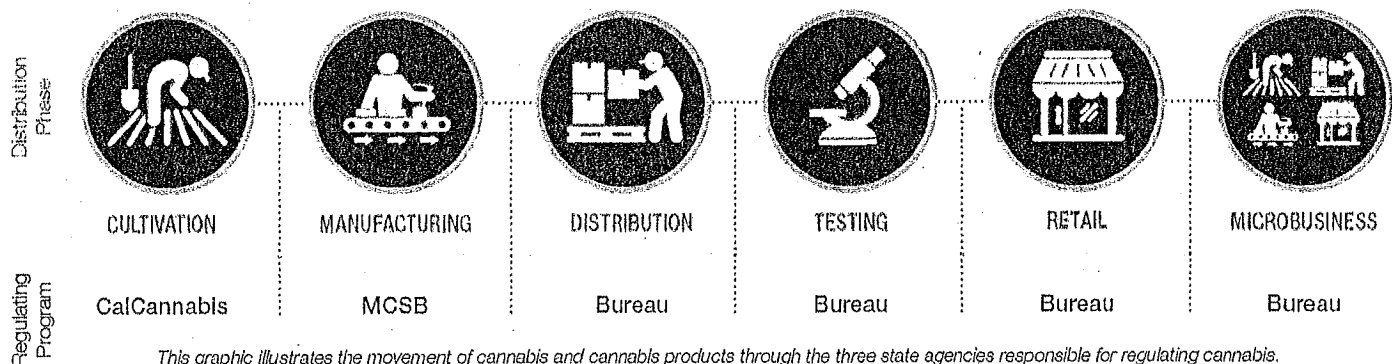 Distribution
Phase
CULTIVATION MANUFACTURING DISTRIBUTION TESTING RETAIL MICROBUSINESS
Regulating
Program
CalCannabis MCSB Bureau Bureau Bureau Bureau
This graphic illustrates the movement of cannabis and cannabis products through the three state agencies responsible for regulating cannabis.